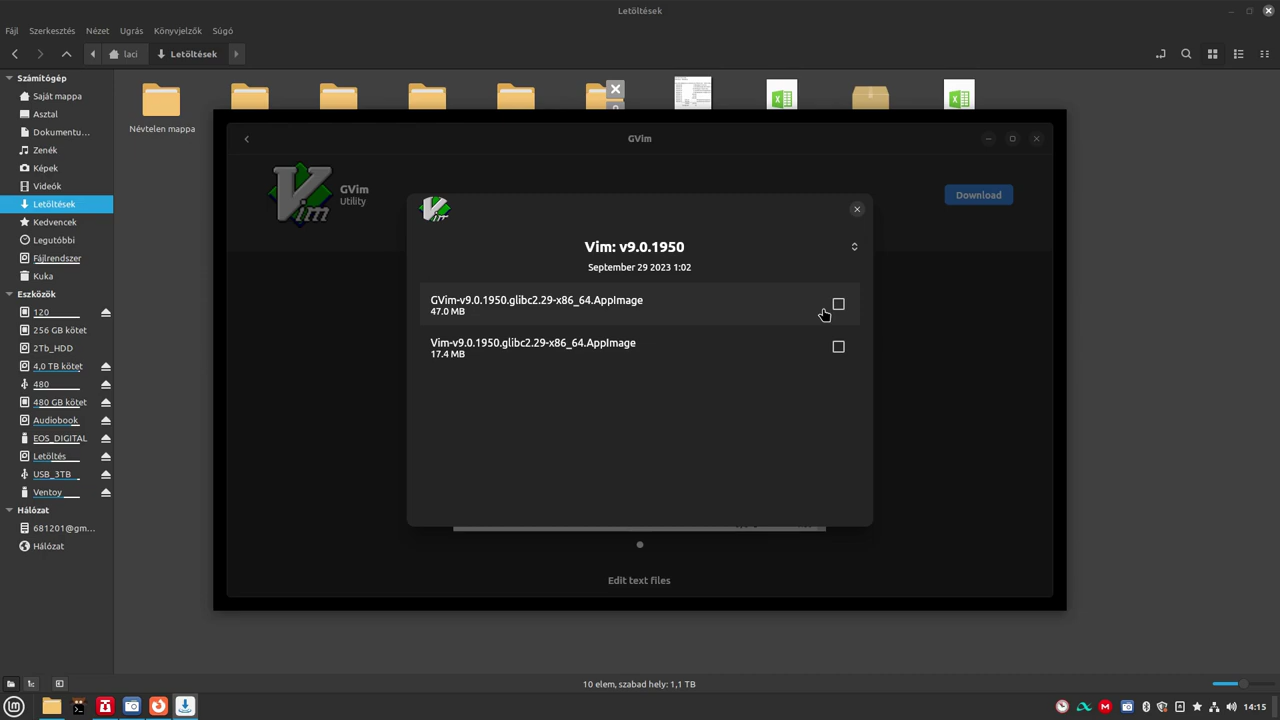 Letöltések
Fájl Szerkesztés Nézet Ugrás Könyvjelzők Súgó
laci Letöltések
Számítógép
Saját mappa
Asztal
Dokumentu...
Zenék
Képek
Videók
Letöltések
Kedvencek
Legutóbbi
Fájlrendszer
Kuka
Eszközök
120
256 GB kötet
2Tb_HDD
4,0 TB kötet
480
480 GB kötet
Audiobook
EOS_DIGITAL
Letöltés
USB_3TB
Ventoy
Hálózat
681201@gm...
Hálózat
Névtelen mappa
GVim
GVim
Utility
Download
Vim: v9.0.1950
September 29 2023 1:02
GVim-v9.0.1950.glibc2.29-x86_64.AppImage
47.0 MB
Vim-v9.0.1950.glibc2.29-x86_64.AppImage
17.4 MB
Edit text files
10 elem, szabad hely: 1,1 TB
14:15